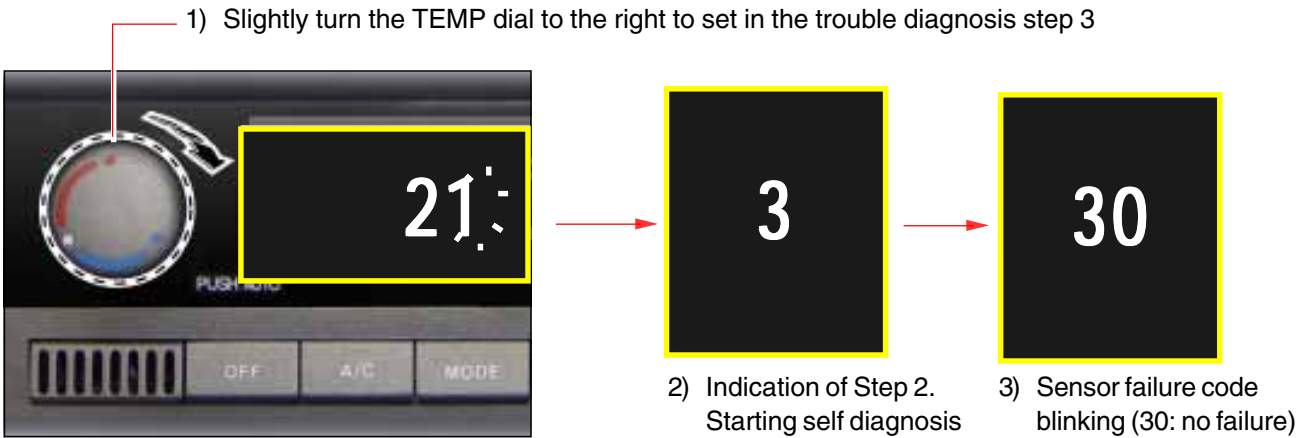 1) Slightly turn the TEMP dial to the right to set in the trouble diagnosis step 3
21
3
30
PUSH AUTO
OFF
A/C
MODE
2) Indication of Step 2.
Starting self diagnosis
3) Sensor failure code
blinking (30: no failure)